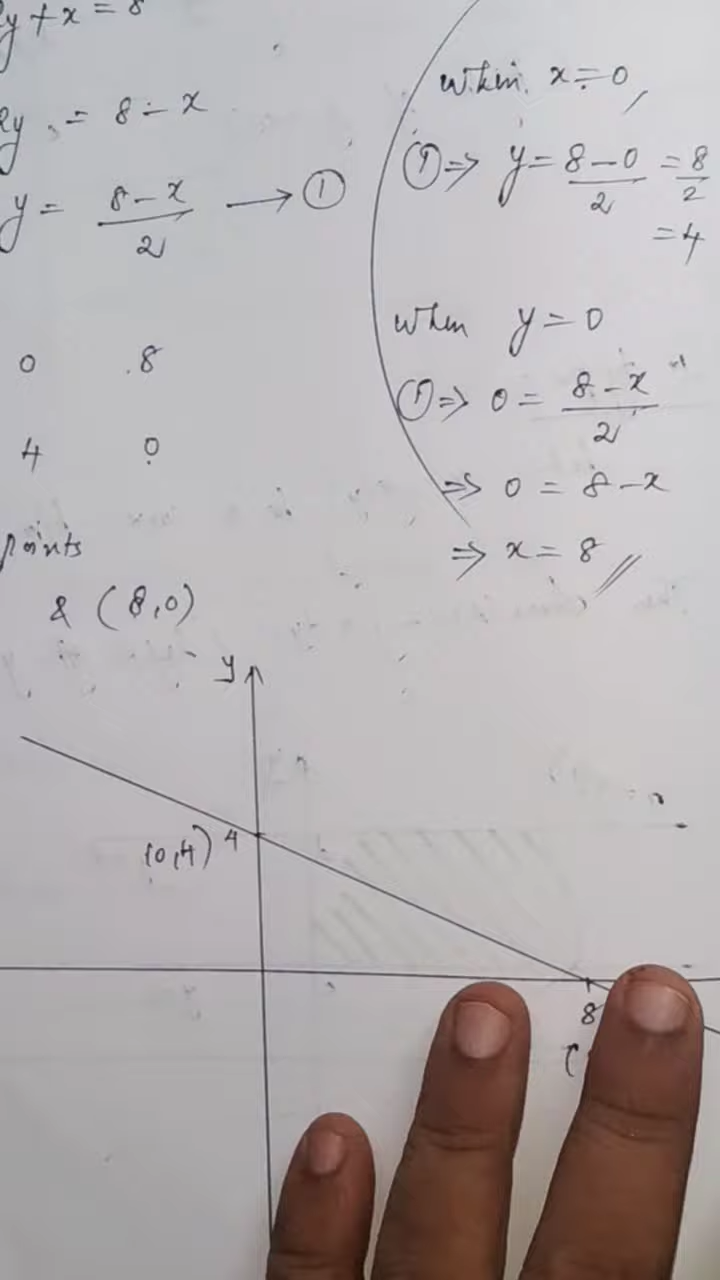 2y + x = 8
2y = 8 - x
y = 8 - x / 2 → ①
0 8
4 0
points
& (8,0)
when x = 0,
① ⇒ y = 8 - 0 / 2 = 8 / 2
= 4
when y = 0
① ⇒ 0 = 8 - x / 2
⇒ 0 = 8 - x
⇒ x = 8 //
y
(0,4) 4
8
(